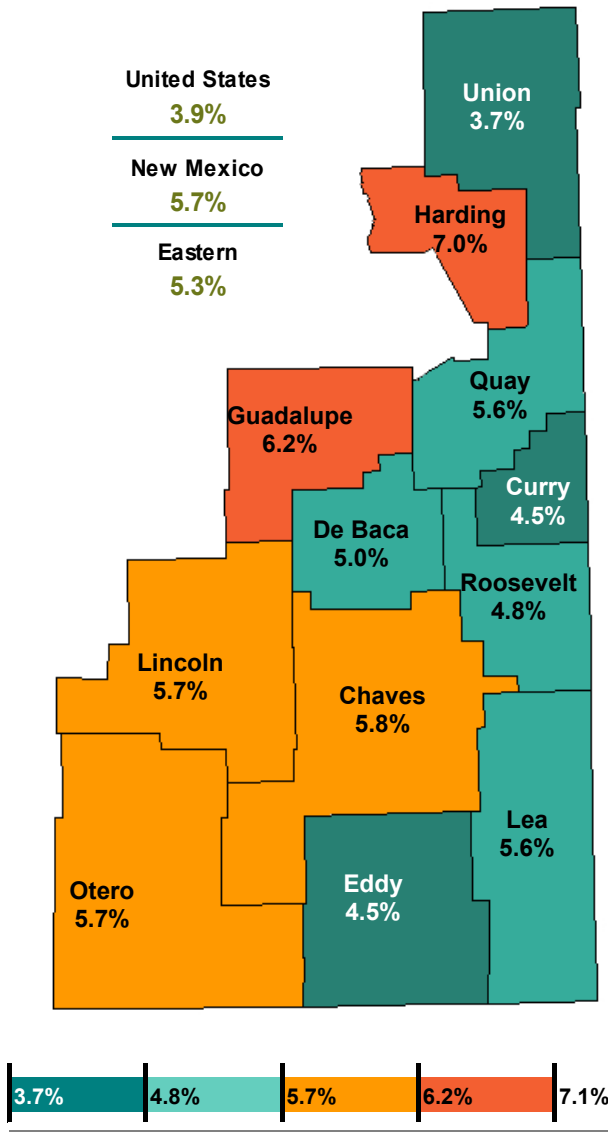 United States
3.9%
New Mexico
5.7%
Eastern
5.3%
Union
3.7%
Harding
7.0%
Quay
5.6%
Guadalupe
6.2%
Curry
4.5%
De Baca
5.0%
Roosevelt
4.8%
Lincoln
5.7%
Chaves
5.8%
Lea
5.6%
Otero
5.7%
Eddy
4.5%
3.7% 4.8% 5.7% 6.2% 7.1%